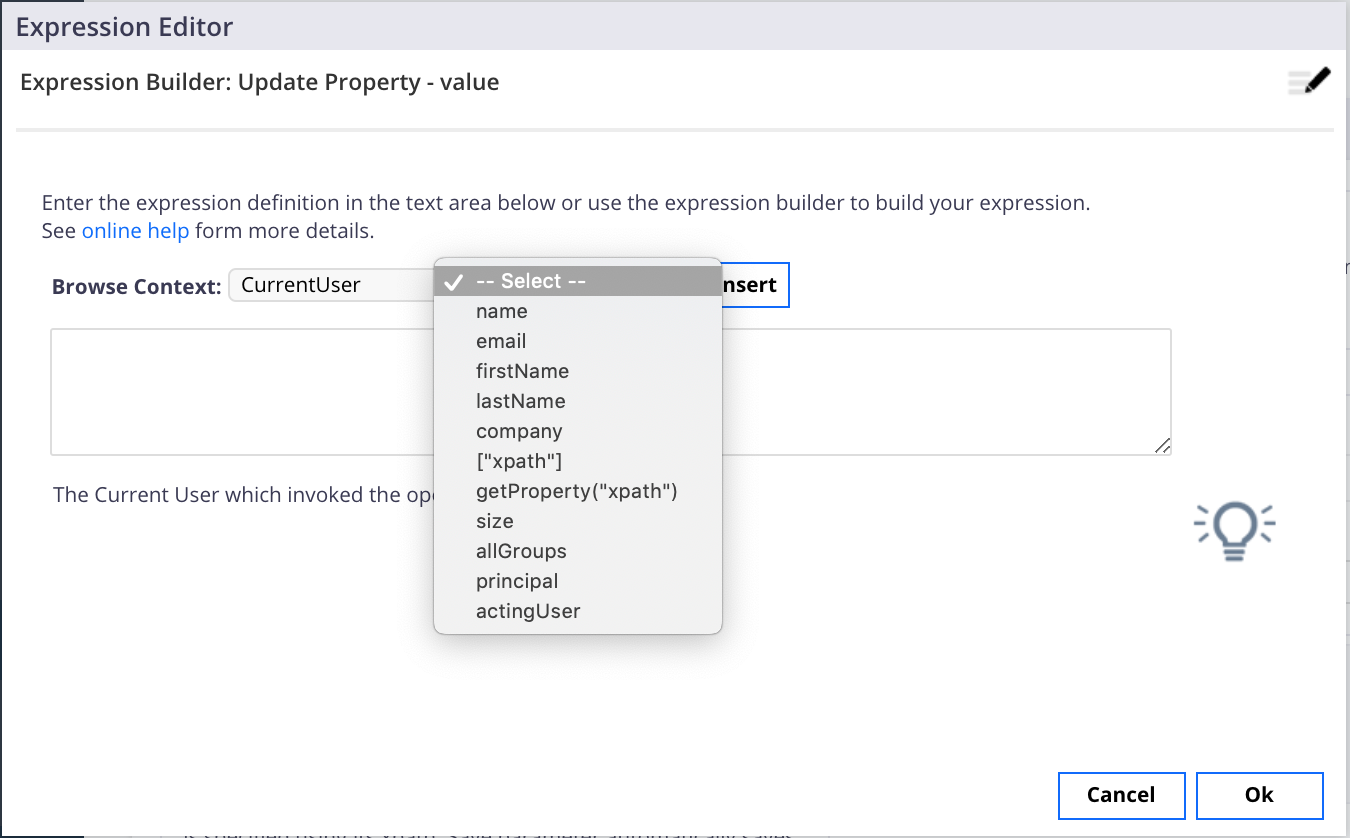 Expression Editor
Expression Builder: Update Property - value
Enter the expression definition in the text area below or use the expression builder to build your expression.
See online help form more details.
Browse Context: CurrentUser
-- Select --
nsert
name
email
firstName
lastName
company
["xpath"]
getProperty("xpath")
size
allGroups
principal
actingUser
The Current User which invoked the ope
Cancel Ok